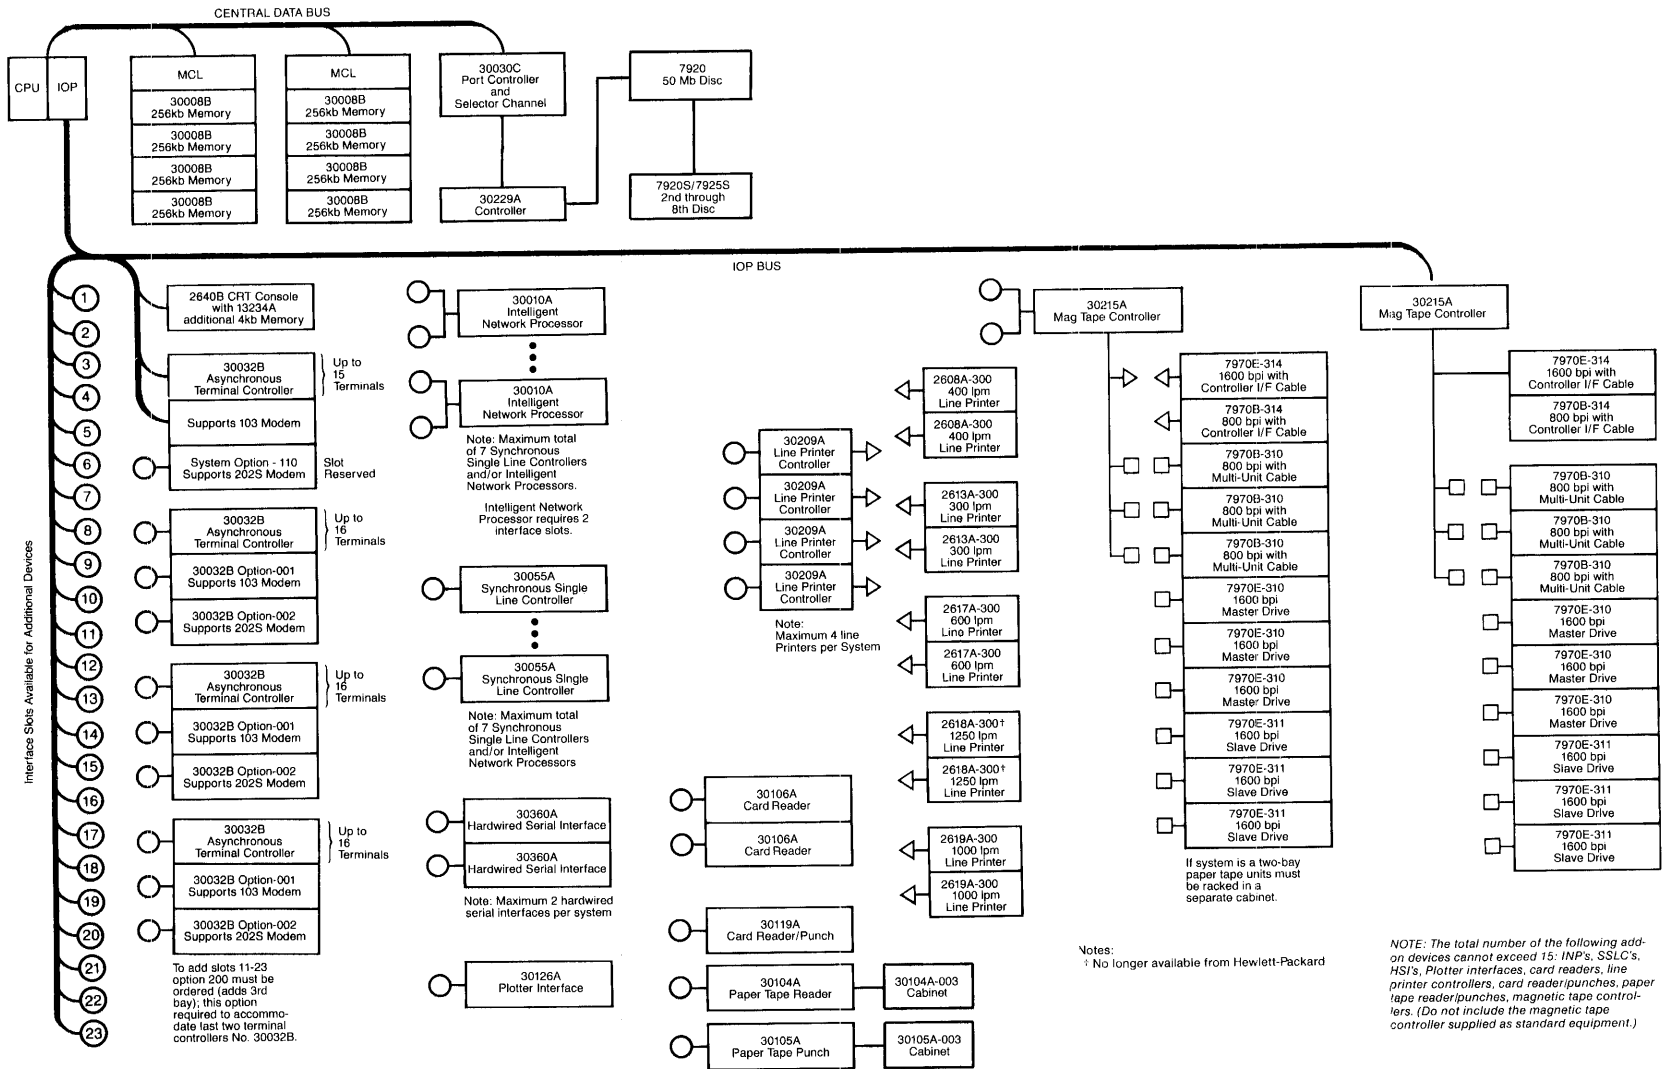 CENTRAL DATA BUS
CPU
IOP
MCL
30008B
256kb Memory
30008B
256kb Memory
30008B
256kb Memory
30008B
256kb Memory
MCL
30008B
256kb Memory
30008B
256kb Memory
30008B
256kb Memory
30008B
256kb Memory
30030C
Port Controller
and
Selector Channel
30229A
Controller
7920
50 Mb Disc
7920S/7925S
2nd through
8th Disc
IOP BUS
Interface Slots Available for Additional Devices
1
2
3
4
5
6
7
8
9
10
11
12
13
14
15
16
17
18
19
20
21
22
23
2640B CRT Console
with 13234A
additional 4kb Memory
30032B
Asynchronous
Terminal Controller
Up to
15
Terminals
Supports 103 Modem
System Option - 110
Supports 202S Modem
Slot
Reserved
30032B
Asynchronous
Terminal Controller
Up to
16
Terminals
30032B Option-001
Supports 103 Modem
30032B Option-002
Supports 202S Modem
30032B
Asynchronous
Terminal Controller
Up to
16
Terminals
30032B Option-001
Supports 103 Modem
30032B Option-002
Supports 202S Modem
30032B
Asynchronous
Terminal Controller
Up to
16
Terminals
30032B Option-001
Supports 103 Modem
30032B Option-002
Supports 202S Modem
To add slots 11-23
option 200 must be
ordered (adds 3rd
bay); this option
required to accommo-
date last two terminal
controllers No. 30032B.
30010A
Intelligent
Network Processor
30010A
Intelligent
Network Processor
Note: Maximum total
of 7 Synchronous
Single Line Controllers
and/or Intelligent
Network Processors.
Intelligent Network
Processor requires 2
interface slots.
30055A
Synchronous Single
Line Controller
30055A
Synchronous Single
Line Controller
Note: Maximum total
of 7 Synchronous
Single Line Controllers
and/or Intelligent
Network Processors
30360A
Hardwired Serial Interface
30360A
Hardwired Serial Interface
Note: Maximum 2 hardwired
serial interfaces per system
30126A
Plotter Interface
30209A
Line Printer
Controller
30209A
Line Printer
Controller
30209A
Line Printer
Controller
30209A
Line Printer
Controller
Note:
Maximum 4 line
Printers per System
30106A
Card Reader
30106A
Card Reader
30119A
Card Reader/Punch
30104A
Paper Tape Reader
30104A-003
Cabinet
30105A
Paper Tape Punch
30105A-003
Cabinet
2608A-300
400 lpm
Line Printer
2608A-300
400 lpm
Line Printer
2613A-300
300 lpm
Line Printer
2613A-300
300 lpm
Line Printer
2617A-300
600 lpm
Line Printer
2617A-300
600 lpm
Line Printer
2618A-300†
1250 lpm
Line Printer
2618A-300†
1250 lpm
Line Printer
2619A-300
1000 lpm
Line Printer
2619A-300
1000 lpm
Line Printer
30215A
Mag Tape Controller
7970E-314
1600 bpi with
Controller I/F Cable
7970B-314
800 bpi with
Controller I/F Cable
7970B-310
800 bpi with
Multi-Unit Cable
7970B-310
800 bpi with
Multi-Unit Cable
7970B-310
800 bpi with
Multi-Unit Cable
7970E-310
1600 bpi
Master Drive
7970E-310
1600 bpi
Master Drive
7970E-310
1600 bpi
Master Drive
7970E-311
1600 bpi
Slave Drive
7970E-311
1600 bpi
Slave Drive
7970E-311
1600 bpi
Slave Drive
If system is a two-bay
paper tape units must
be racked in a
separate cabinet.
30215A
Mag Tape Controller
7970E-314
1600 bpi with
Controller I/F Cable
7970B-314
800 bpi with
Controller I/F Cable
7970B-310
800 bpi with
Multi-Unit Cable
7970B-310
800 bpi with
Multi-Unit Cable
7970B-310
800 bpi with
Multi-Unit Cable
7970E-310
1600 bpi
Master Drive
7970E-310
1600 bpi
Master Drive
7970E-310
1600 bpi
Master Drive
7970E-311
1600 bpi
Slave Drive
7970E-311
1600 bpi
Slave Drive
7970E-311
1600 bpi
Slave Drive
Notes:
† No longer available from Hewlett-Packard
NOTE: The total number of the following add-
on devices cannot exceed 15: INP's, SSLC's,
HSI's, Plotter interfaces, card readers, line
printer controllers, card reader/punches, paper
tape reader/punches, magnetic tape control-
lers. (Do not include the magnetic tape
controller supplied as standard equipment.)